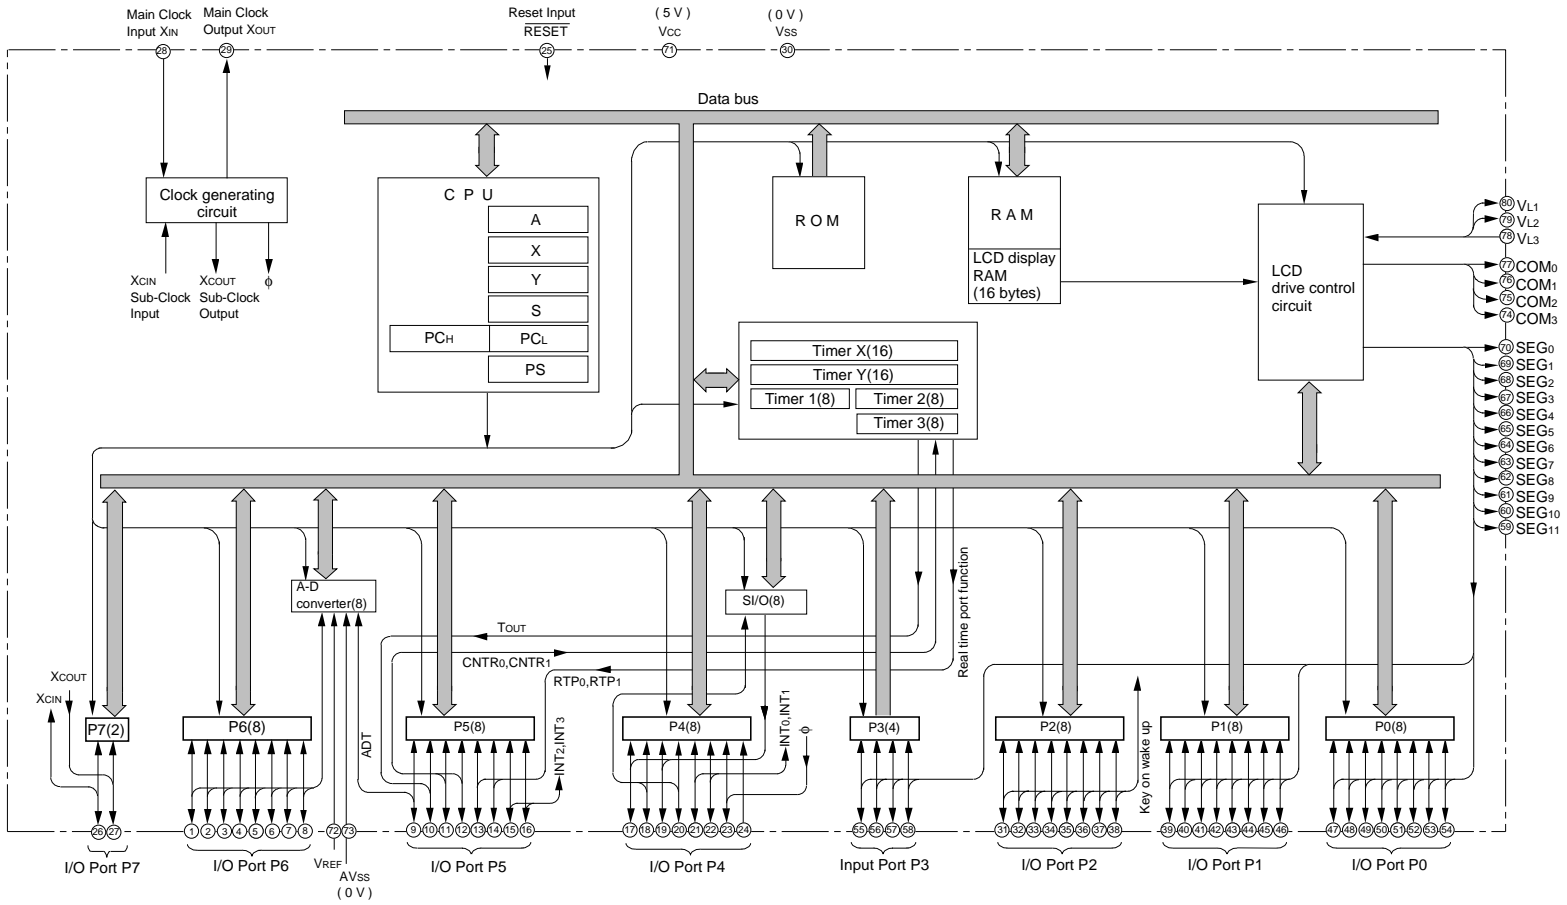 Main Clock
Input XIN
Main Clock
Output XOUT
Reset Input
RESET
( 5 V )
VCC
( 0 V )
VSS
28
29
25
71
30
Data bus
Clock generating
circuit
XCIN
Sub-Clock
Input
XCOUT
Sub-Clock
Output
ϕ
C P U
A
X
Y
S
PCH
PCL
PS
R O M
R A M
LCD display
RAM
(16 bytes)
LCD
drive control
circuit
Timer X(16)
Timer Y(16)
Timer 1(8)
Timer 2(8)
Timer 3(8)
80 VL1
79 VL2
78 VL3
77 COM0
76 COM1
75 COM2
74 COM3
70 SEG0
69 SEG1
68 SEG2
67 SEG3
66 SEG4
65 SEG5
64 SEG6
63 SEG7
62 SEG8
61 SEG9
60 SEG10
59 SEG11
A-D
converter(8)
SI/O(8)
TOUT
CNTR0,CNTR1
RTP0,RTP1
Real time port function
XCOUT
XCIN
ADT
INT2,INT3
INT0,INT1
ϕ
Key on wake up
P7(2)
P6(8)
P5(8)
P4(8)
P3(4)
P2(8)
P1(8)
P0(8)
26 27
1 2 3 4 5 6 7 8
72 73
9 10 11 12 13 14 15 16
17 18 19 20 21 22 23 24
55 56 57 58
31 32 33 34 35 36 37 38
39 40 41 42 43 44 45 46
47 48 49 50 51 52 53 54
I/O Port P7
I/O Port P6
VREF
AVSS
( 0 V )
I/O Port P5
I/O Port P4
Input Port P3
I/O Port P2
I/O Port P1
I/O Port P0